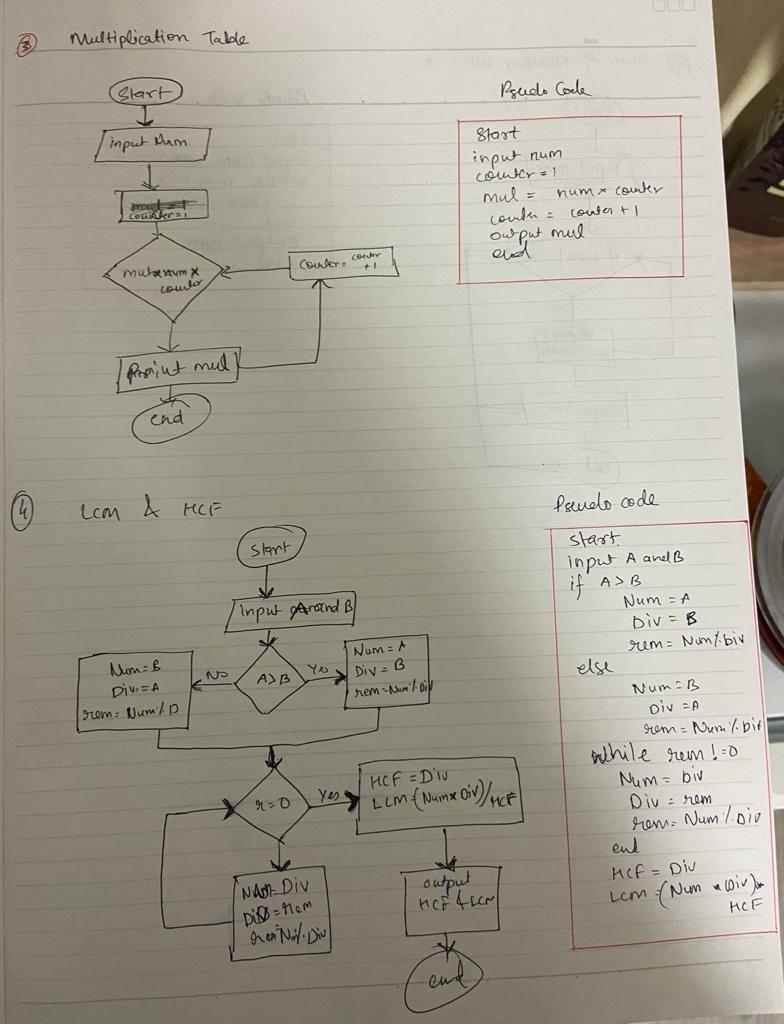 3 Multiplication Table
Start
input Num
counter=1
mul=num*
counter
Counter= counter
+1
Print mul
end
Pseudo Code
Start
input num
counter = 1
mul = num * counter
counter = counter + 1
output mul
end
4 LCM & HCF
Start
Input A and B
A>B
No
Yes
Num=B
Div=A
rem= Num%D
Num= A
Div = B
rem=Num%Div
r=0
Yes
HCF = Div
LCM=(Num*Div)/HCF
Num=Div
Div=rem
rem=N%Div
output
HCF & LCM
end
Pseudo code
Start
input A and B
if A>B
Num = A
Div = B
rem= Num%Div
else
Num=B
Div =A
rem= Num%
while rem!=0
Num= Div
Div = rem
rem= Num%Div
end
HCF = Div
LCM =(Num *Div)
HCF